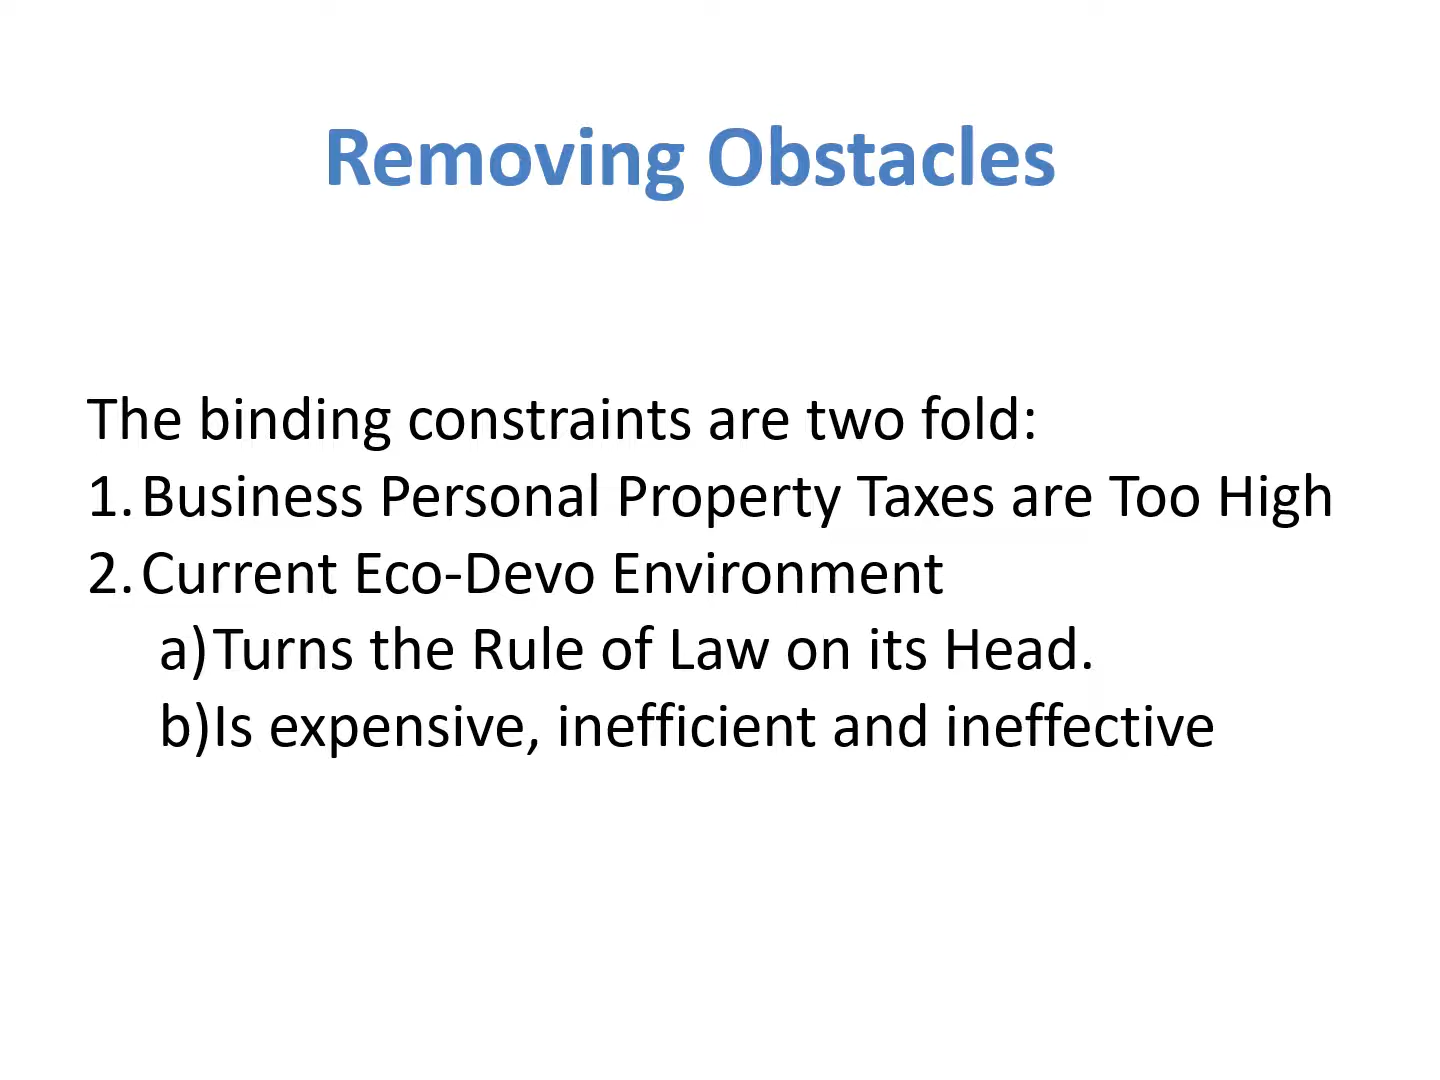 Removing Obstacles
The binding constraints are two fold:
1. Business Personal Property Taxes are Too High
2. Current Eco-Devo Environment
a) Turns the Rule of Law on its Head.
b) Is expensive, inefficient and ineffective